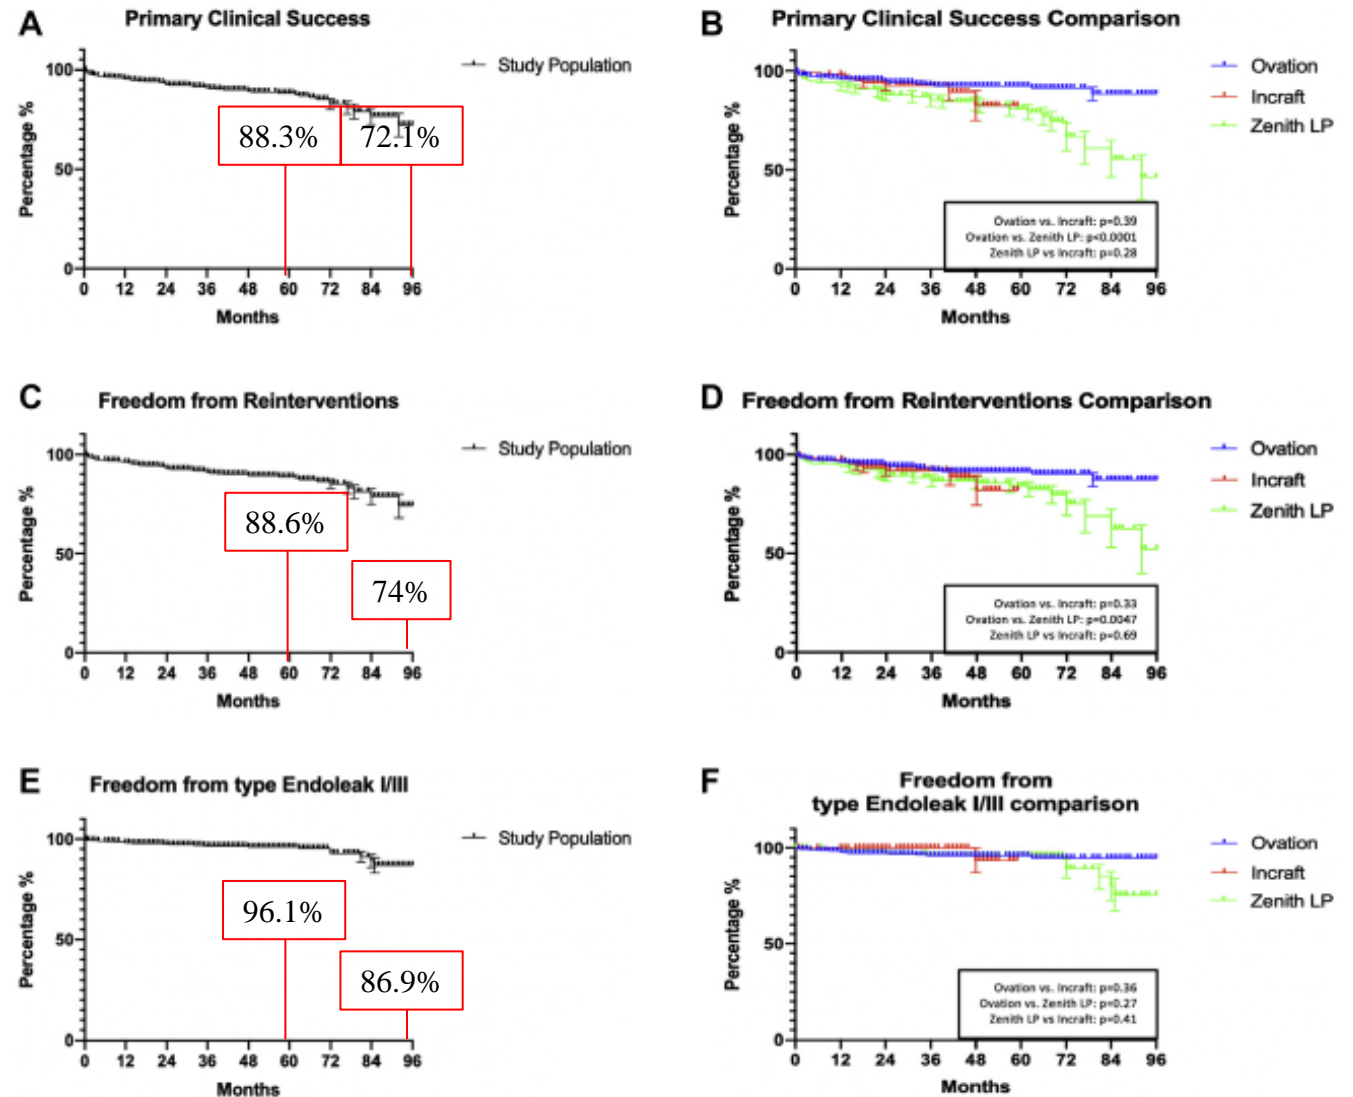 A
Primary Clinical Success
Study Population
Percentage %
100
50
0
88.3%
72.1%
0 12 24 36 48 60 72 84 96
Months
B
Primary Clinical Success Comparison
Ovation
Incraft
Zenith LP
Percentage %
100
50
0
Ovation vs. Incraft: p=0.39
Ovation vs. Zenith LP: p<0.0001
Zenith LP vs Incraft: p=0.28
0 12 24 36 48 60 72 84 96
Months
C
Freedom from Reinterventions
Study Population
Percentage %
100
50
0
88.6%
74%
0 12 24 36 48 60 72 84 96
Months
D
Freedom from Reinterventions Comparison
Ovation
Incraft
Zenith LP
Percentage %
100
50
0
Ovation vs. Incraft: p=0.33
Ovation vs. Zenith LP: p=0.0047
Zenith LP vs Incraft: p=0.69
0 12 24 36 48 60 72 84 96
Months
E
Freedom from type Endoleak I/III
Study Population
Percentage %
100
50
0
96.1%
86.9%
0 12 24 36 48 60 72 84 96
Months
F
Freedom from
type Endoleak I/III comparison
Ovation
Incraft
Zenith LP
Percentage %
100
50
0
Ovation vs. Incraft: p=0.36
Ovation vs. Zenith LP: p=0.27
Zenith LP vs Incraft: p=0.41
0 12 24 36 48 60 72 84 96
Months